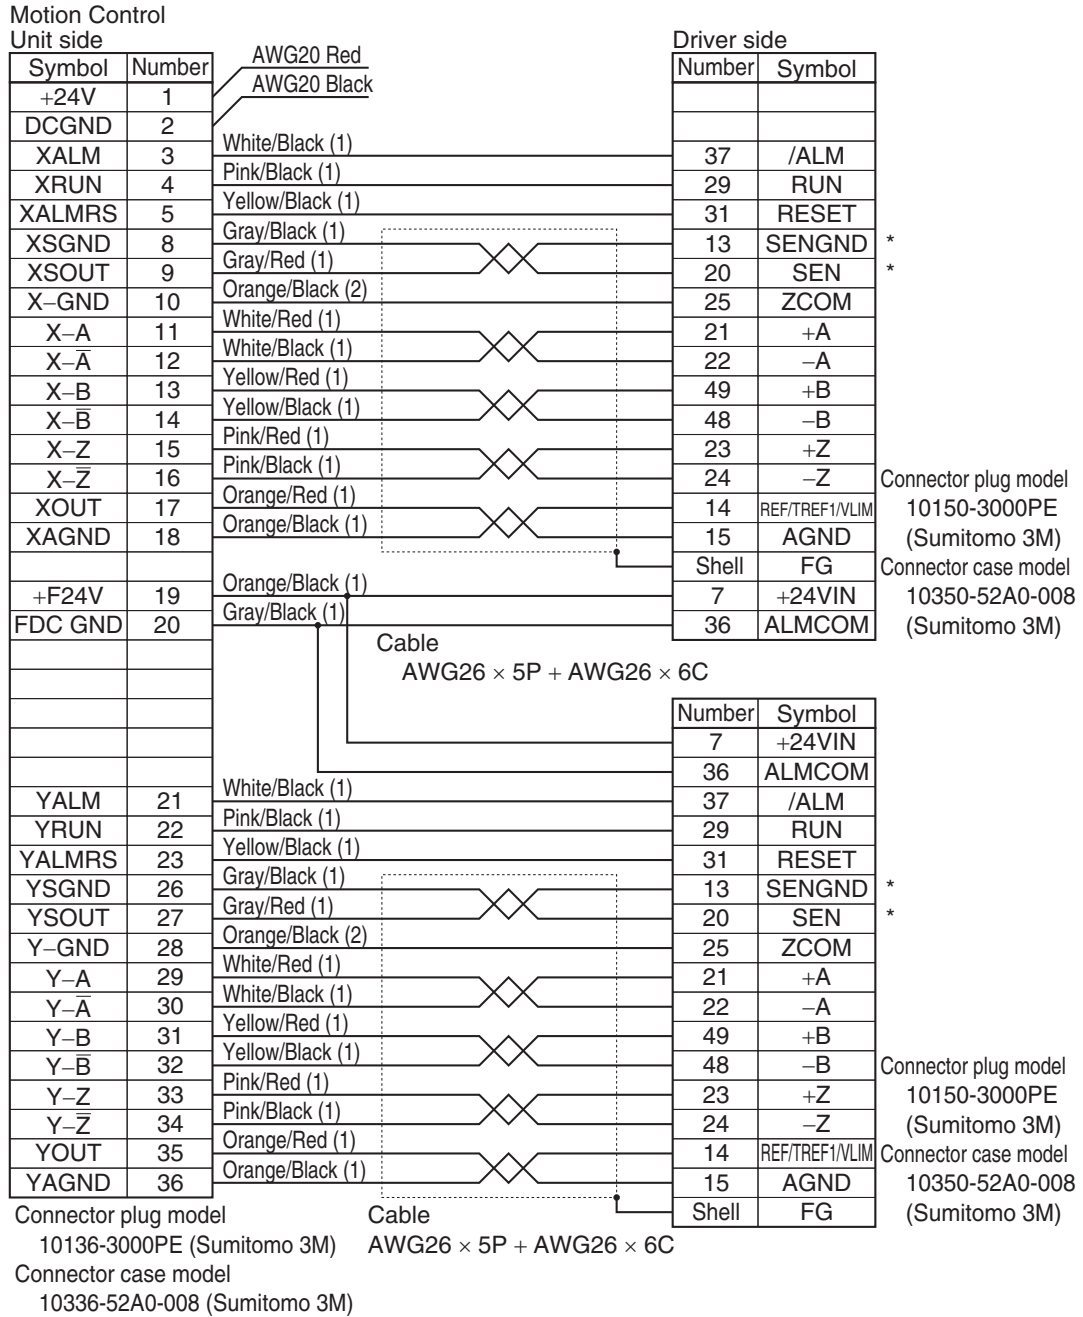 Motion Control
Unit side
Driver side
Symbol Number AWG20 Red Number Symbol
+24V 1 AWG20 Black
DCGND 2
XALM 3 White/Black (1) 37 /ALM
XRUN 4 Pink/Black (1) 29 RUN
XALMRS 5 Yellow/Black (1) 31 RESET
XSGND 8 Gray/Black (1) 13 SENGND *
XSOUT 9 Gray/Red (1) 20 SEN *
X−GND 10 Orange/Black (2) 25 ZCOM
X−A 11 White/Red (1) 21 +A
X−A̅ 12 White/Black (1) 22 −A
X−B 13 Yellow/Red (1) 49 +B
X−B̅ 14 Yellow/Black (1) 48 −B
X−Z 15 Pink/Red (1) 23 +Z
X−Z̅ 16 Pink/Black (1) 24 −Z Connector plug model
XOUT 17 Orange/Red (1) 14 REF/TREF1/VLIM 10150-3000PE
XAGND 18 Orange/Black (1) 15 AGND (Sumitomo 3M)
Shell FG Connector case model
+F24V 19 Orange/Black (1) 7 +24VIN 10350-52A0-008
FDC GND 20 Gray/Black (1) 36 ALMCOM (Sumitomo 3M)
Cable
AWG26 × 5P + AWG26 × 6C
Number Symbol
7 +24VIN
36 ALMCOM
YALM 21 White/Black (1) 37 /ALM
YRUN 22 Pink/Black (1) 29 RUN
YALMRS 23 Yellow/Black (1) 31 RESET
YSGND 26 Gray/Black (1) 13 SENGND *
YSOUT 27 Gray/Red (1) 20 SEN *
Y−GND 28 Orange/Black (2) 25 ZCOM
Y−A 29 White/Red (1) 21 +A
Y−A̅ 30 White/Black (1) 22 −A
Y−B 31 Yellow/Red (1) 49 +B
Y−B̅ 32 Yellow/Black (1) 48 −B Connector plug model
Y−Z 33 Pink/Red (1) 23 +Z 10150-3000PE
Y−Z̅ 34 Pink/Black (1) 24 −Z (Sumitomo 3M)
YOUT 35 Orange/Red (1) 14 REF/TREF1/VLIM Connector case model
YAGND 36 Orange/Black (1) 15 AGND 10350-52A0-008
Shell FG (Sumitomo 3M)
Connector plug model
10136-3000PE (Sumitomo 3M)
Connector case model
10336-52A0-008 (Sumitomo 3M)
Cable
AWG26 × 5P + AWG26 × 6C